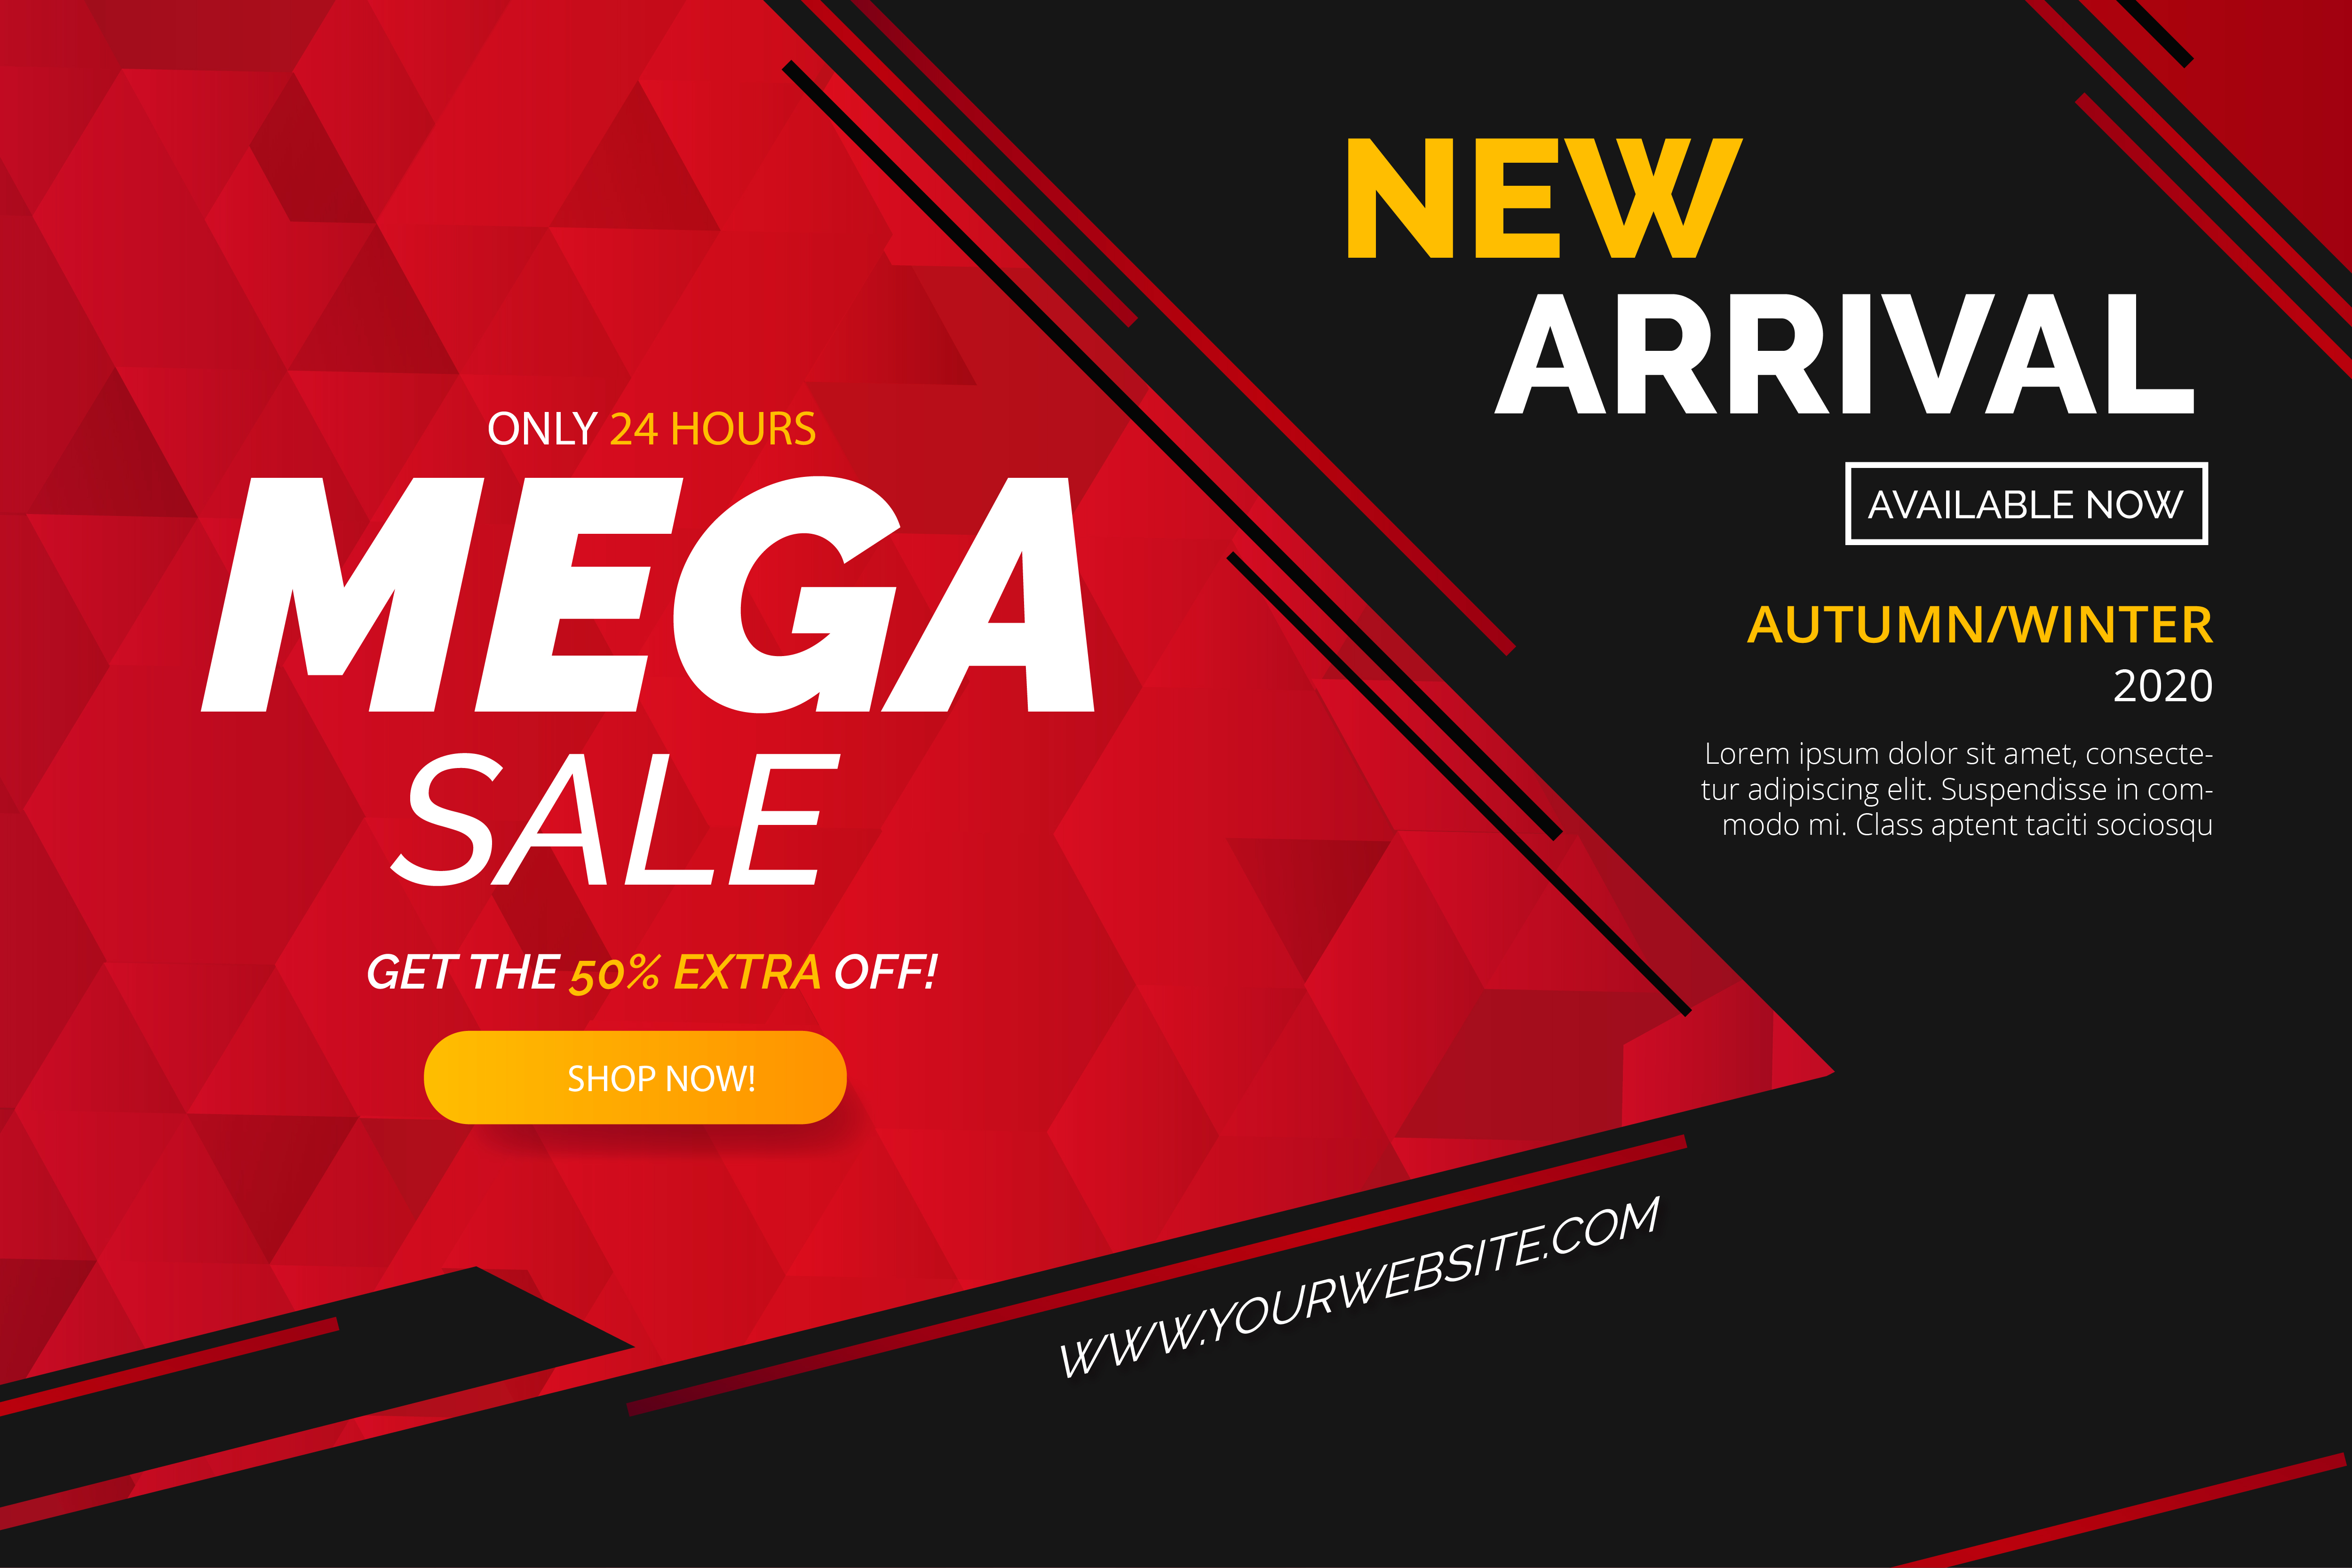 ONLY 24 HOURS
MEGA
SALE
GET THE 50% EXTRA OFF!
SHOP NOW!
NEW
ARRIVAL
AVAILABLE NOW
AUTUMN/WINTER
2020
Lorem ipsum dolor sit amet, consecte-
tur adipiscing elit. Suspendisse in com-
modo mi. Class aptent taciti sociosqu
WWW.YOURWEBSITE.COM